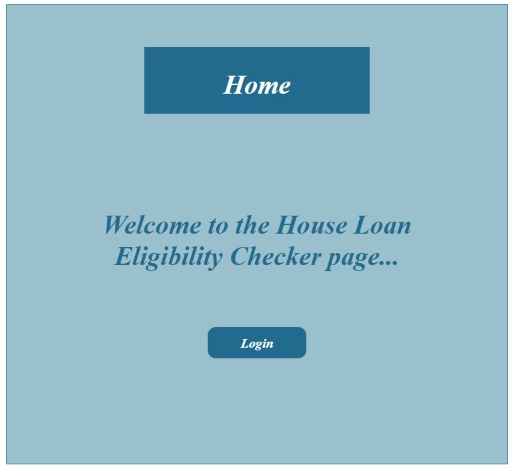 Home
Welcome to the House Loan
Eligibility Checker page...
Login